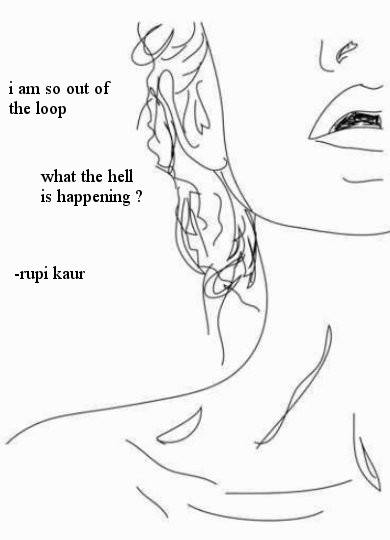 i am so out of
the loop
what the hell
is happening ?
-rupi kaur